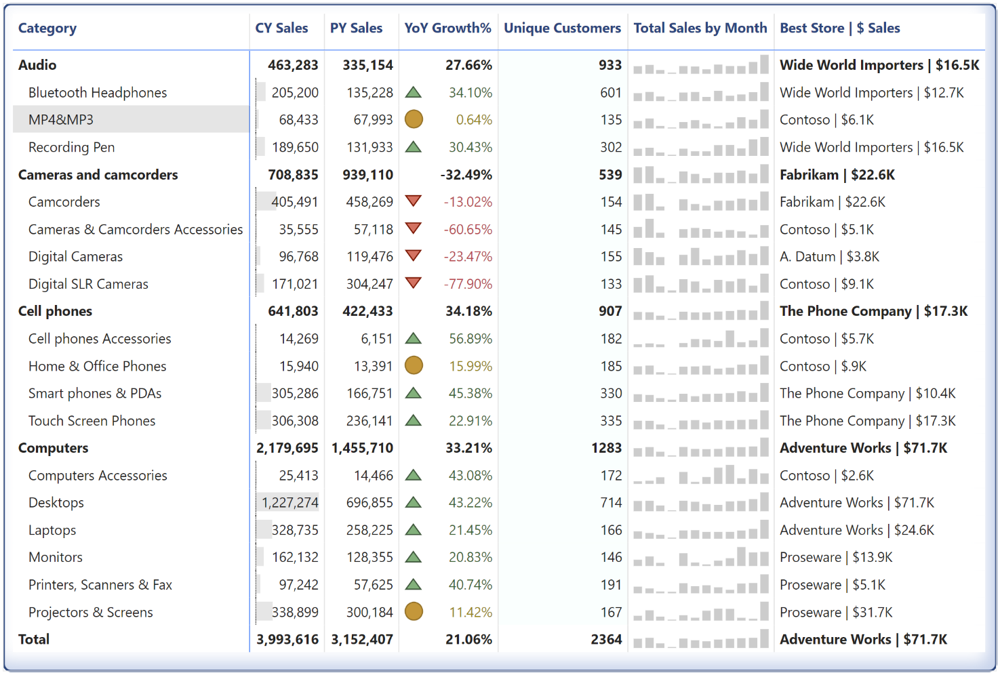 Category CY Sales PY Sales YoY Growth% Unique Customers Total Sales by Month Best Store | $ Sales
Audio 463,283 335,154 27.66% 933 Wide World Importers | $16.5K
Bluetooth Headphones 205,200 135,228 34.10% 601 Wide World Importers | $12.7K
MP4&MP3 68,433 67,993 0.64% 135 Contoso | $6.1K
Recording Pen 189,650 131,933 30.43% 302 Wide World Importers | $16.5K
Cameras and camcorders 708,835 939,110 -32.49% 539 Fabrikam | $22.6K
Camcorders 405,491 458,269 -13.02% 154 Fabrikam | $22.6K
Cameras & Camcorders Accessories 35,555 57,118 -60.65% 145 Contoso | $5.1K
Digital Cameras 96,768 119,476 -23.47% 155 A. Datum | $3.8K
Digital SLR Cameras 171,021 304,247 -77.90% 133 Contoso | $9.1K
Cell phones 641,803 422,433 34.18% 907 The Phone Company | $17.3K
Cell phones Accessories 14,269 6,151 56.89% 182 Contoso | $5.7K
Home & Office Phones 15,940 13,391 15.99% 185 Contoso | $.9K
Smart phones & PDAs 305,286 166,751 45.38% 330 The Phone Company | $10.4K
Touch Screen Phones 306,308 236,141 22.91% 335 The Phone Company | $17.3K
Computers 2,179,695 1,455,710 33.21% 1283 Adventure Works | $71.7K
Computers Accessories 25,413 14,466 43.08% 172 Contoso | $2.6K
Desktops 1,227,274 696,855 43.22% 714 Adventure Works | $71.7K
Laptops 328,735 258,225 21.45% 166 Adventure Works | $24.6K
Monitors 162,132 128,355 20.83% 146 Proseware | $13.9K
Printers, Scanners & Fax 97,242 57,625 40.74% 191 Proseware | $5.1K
Projectors & Screens 338,899 300,184 11.42% 167 Proseware | $31.7K
Total 3,993,616 3,152,407 21.06% 2364 Adventure Works | $71.7K